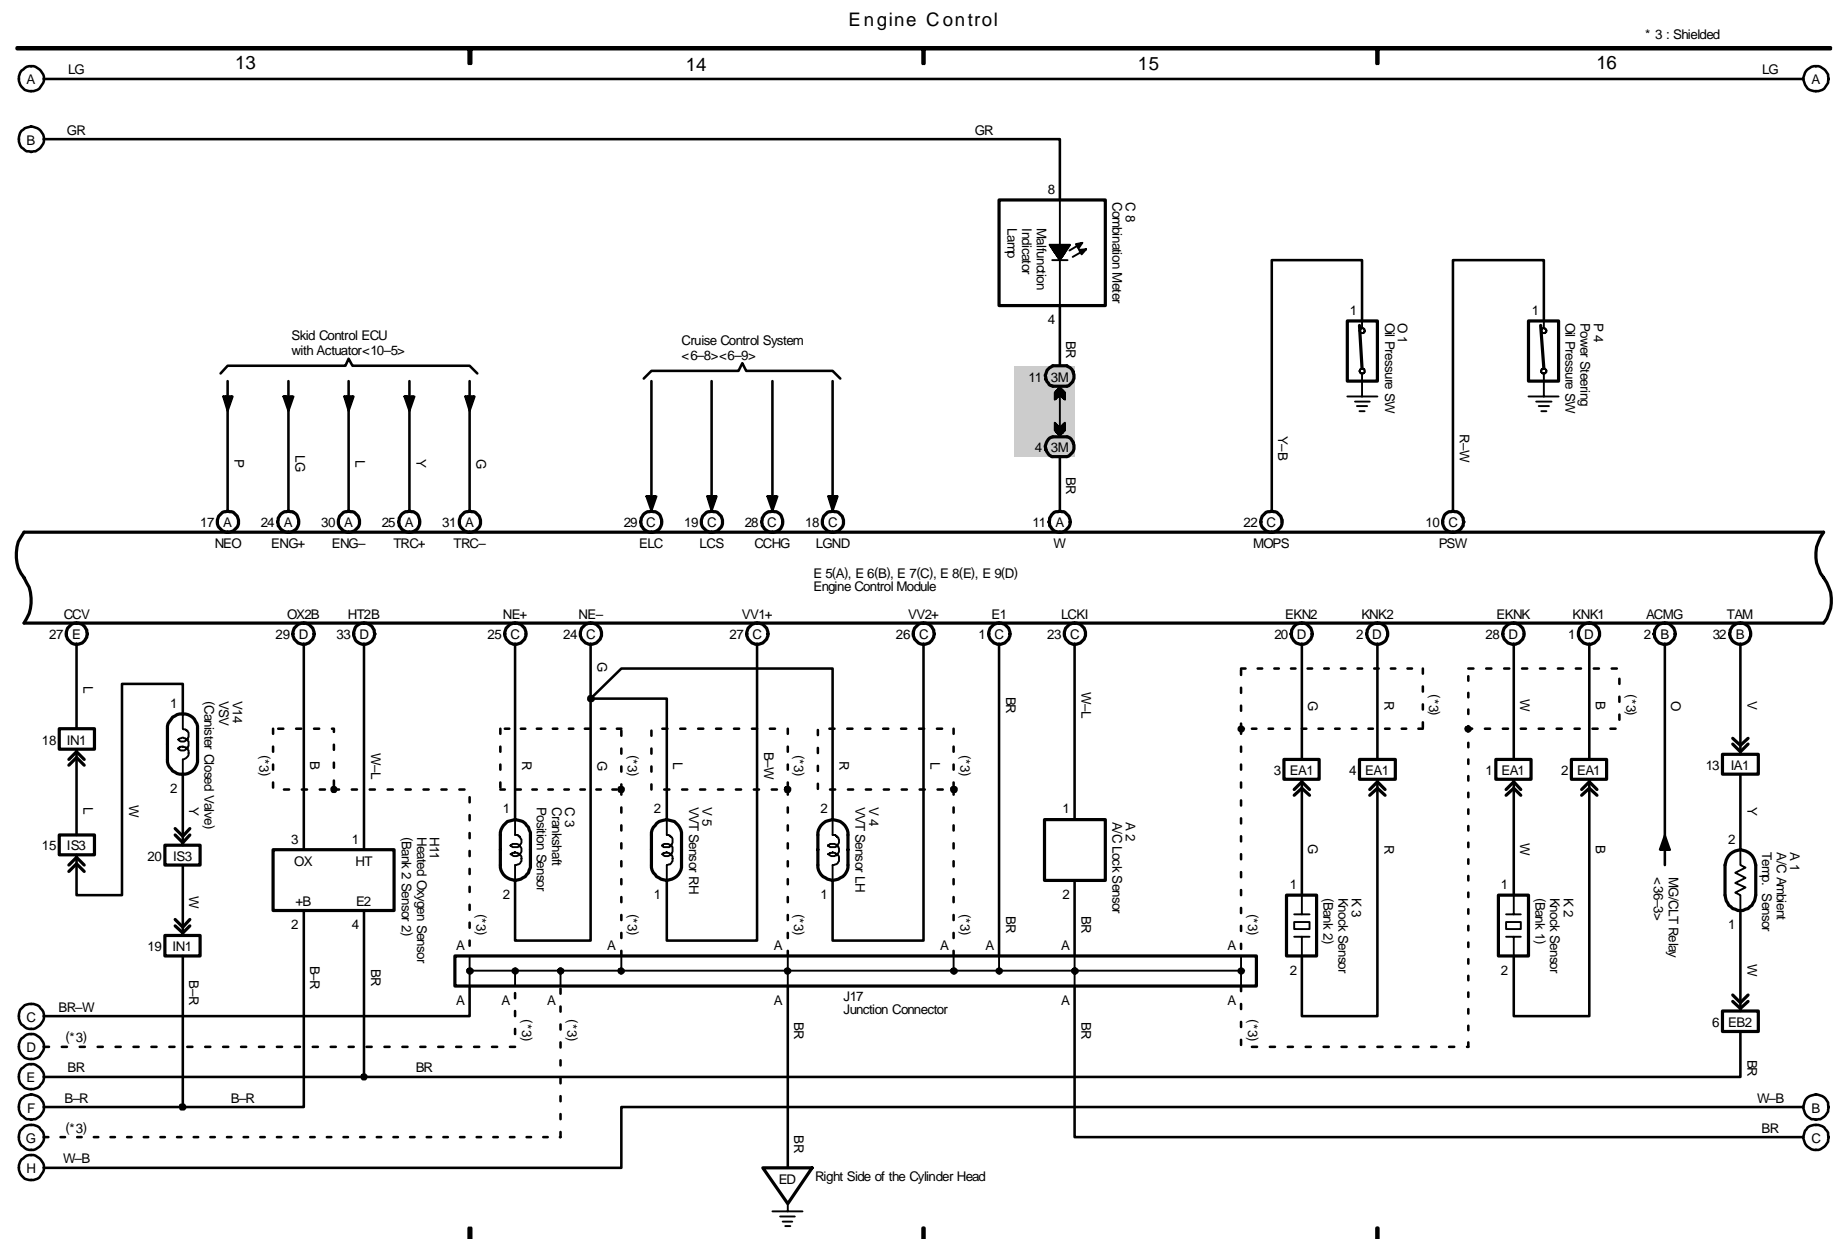 Engine Control
* 3 : Shielded
13
14
15
16
A
LG
LG
A
B
GR
GR
8
C 8
Combination Meter
Malfunction
Indicator
Lamp
4
BR
11
3M
4
3M
BR
Skid Control ECU
with Actuator<10–5>
Cruise Control System
<6–8><6–9>
1
O 1
Oil Pressure SW
1
P 4
Power Steering
Oil Pressure SW
P
LG
L
Y
G
Y–B
R–W
17
A
24
A
30
A
25
A
31
A
29
C
19
C
28
C
18
C
11
A
22
C
10
C
NEO
ENG+
ENG–
TRC+
TRC–
ELC
LCS
CCHG
LGND
W
MOPS
PSW
E 5(A), E 6(B), E 7(C), E 8(E), E 9(D)
Engine Control Module
CCV
OX2B
HT2B
NE+
NE–
VV1+
VV2+
E1
LCKI
EKN2
KNK2
EKNK
KNK1
ACMG
TAM
27
E
29
D
33
D
25
C
24
C
27
C
26
C
1
C
23
C
20
D
2
D
28
D
1
D
2
B
32
B
L
G
BR
W–L
G
R
(*3)
W
B
(*3)
O
V
18
IN1
1
V14
VSV
(Canister Closed Valve)
2
Y
L
W
15
IS3
20
IS3
W
19
IN1
B–R
(*3)
B
W–L
3
1
OX
HT
+B
E2
2
4
H11
Heated Oxygen Sensor
(Bank 2 Sensor 2)
B–R
BR
(*3)
R
G
(*3)
1
C 3
Crankshaft
Position Sensor
2
(*3)
L
B–W
(*3)
2
V 5
VVT Sensor RH
1
(*3)
R
L
(*3)
2
V 4
VVT Sensor LH
1
(*3)
BR
1
A 2
A/C Lock Sensor
2
BR
(*3)
3
EA1
4
EA1
1
EA1
2
EA1
13
IA1
G
R
W
B
Y
1
K 3
Knock Sensor
(Bank 2)
2
1
K 2
Knock Sensor
(Bank 1)
2
MG/CLT Relay
<36–3>
2
A 1
A/C Ambient
Temp. Sensor
1
W
6
EB2
BR
A
A
A
A
A
A
A
A
A
A
A
A
A
J17
Junction Connector
(*3)
(*3)
BR
BR
(*3)
C
BR–W
D
(*3)
E
BR
BR
F
B–R
B–R
W–B
B
G
(*3)
BR
BR
C
H
W–B
ED
Right Side of the Cylinder Head